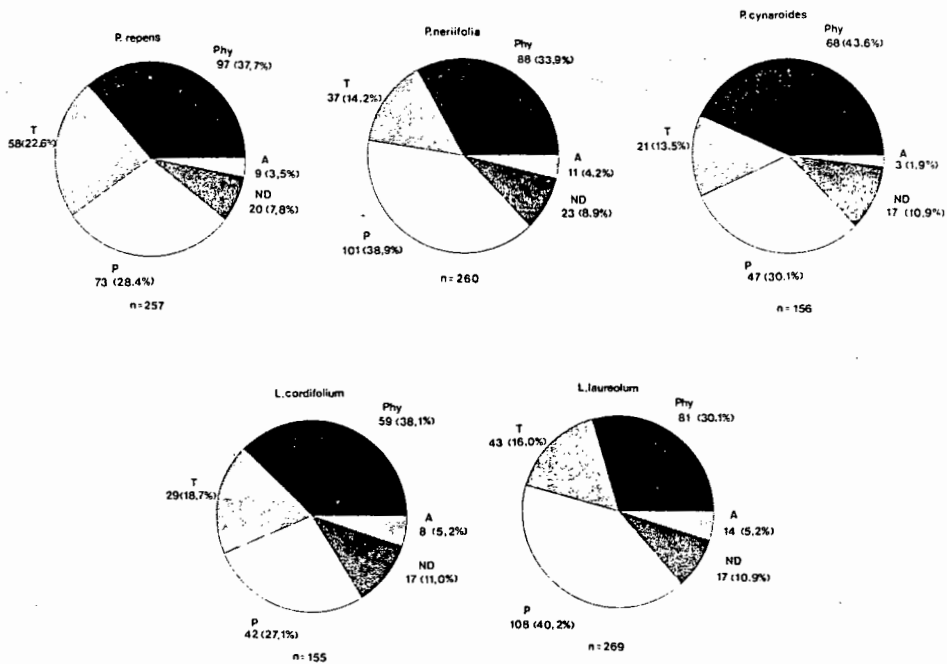 P. repens
Phy
97 (37,7%)
T
58(22,6%)
A
9 (3,5%)
ND
20 (7,8%)
P
73 (28.4%)
n=257
P.neriifolia
Phy
88 (33,9%)
T
37 (14,2%)
A
11 (4.2%)
ND
23 (8.9%)
P
101 (38,9%)
n=260
P.cynaroides
Phy
68 (43.6%)
T
21 (13.5%)
A
3 (1.9%)
ND
17 (10.9%)
P
47 (30.1%)
n=156
L.cordifolium
Phy
59 (38,1%)
T
29(18,7%)
A
8 (5,2%)
ND
17 (11,0%)
P
42 (27,1%)
n=155
L.laureolum
Phy
81 (30.1%)
T
43 (16.0%)
A
14 (5.2%)
ND
17 (10.9%)
P
108 (40,2%)
n=269